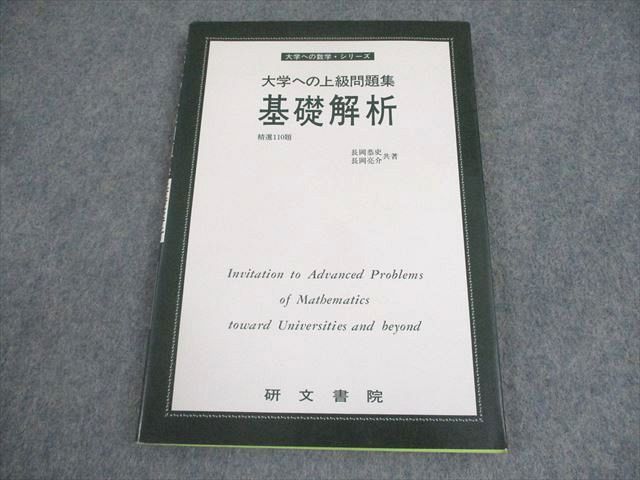 大学への数学・シリーズ
大学への上級問題集
基礎解析
精選110題
長岡恭史
長岡亮介 共著
Invitation to Advanced Problems
of Mathematics
toward Universities and beyond
研文書院